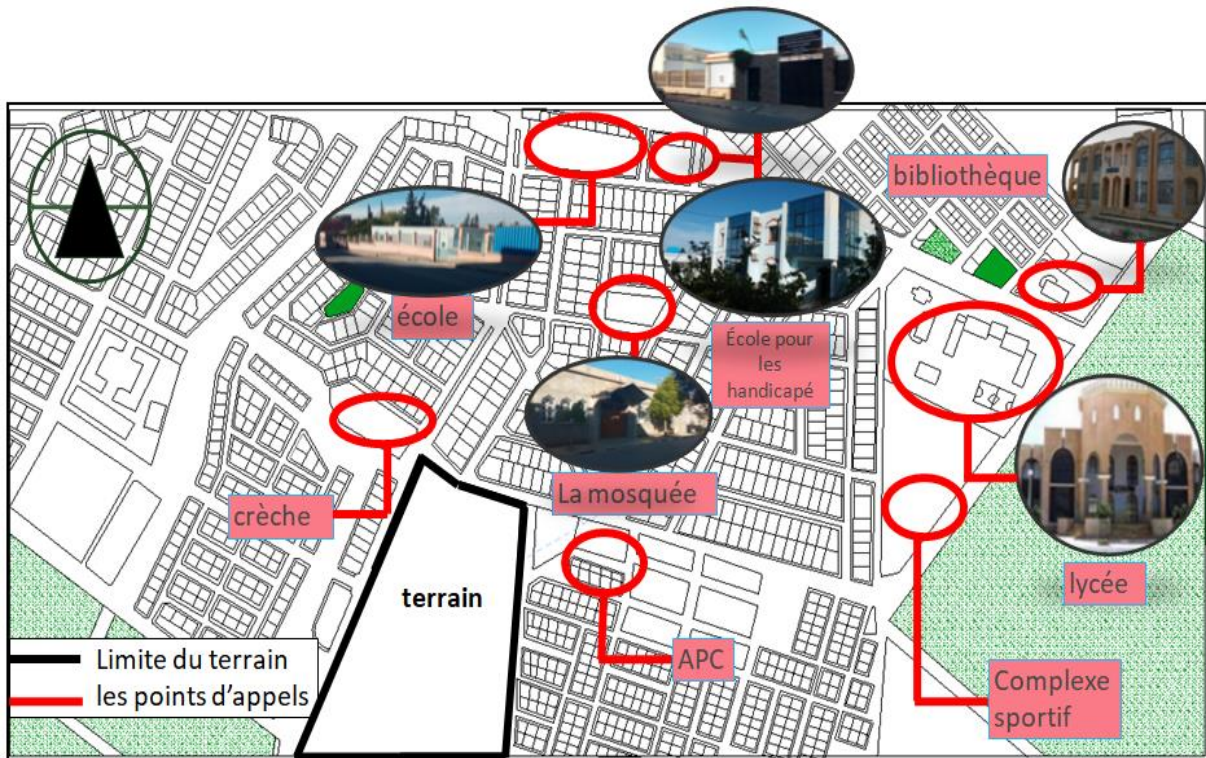 bibliothèque
école
École pour
les
handicapé
La mosquée
crèche
lycée
terrain
APC
Limite du terrain
les points d’appels
Complexe
sportif